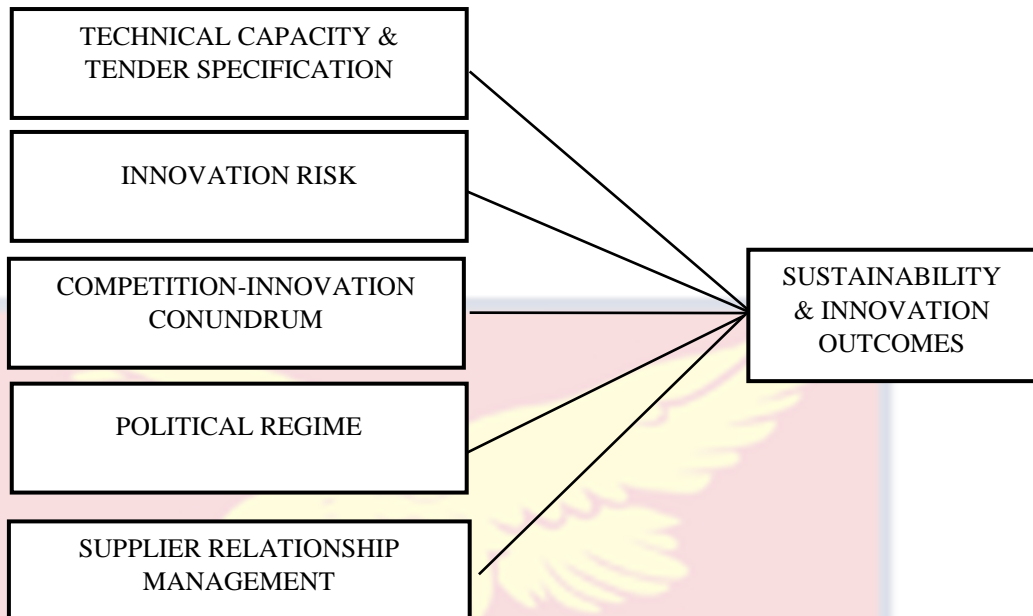 TECHNICAL CAPACITY &
TENDER SPECIFICATION
INNOVATION RISK
COMPETITION-INNOVATION
CONUNDRUM
POLITICAL REGIME
SUPPLIER RELATIONSHIP
MANAGEMENT
SUSTAINABILITY
& INNOVATION
OUTCOMES